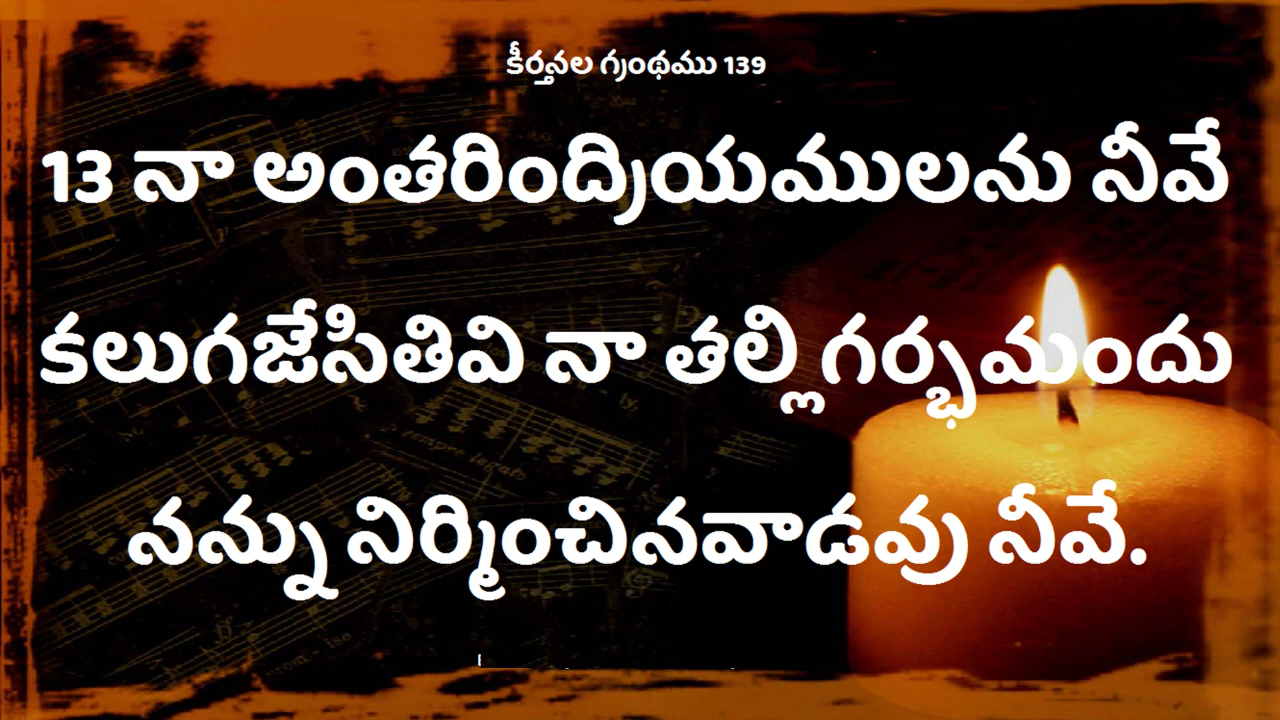 కీర్తనల గ్రంథము 139
13 నా అంతరింద్రియములను నీవే
కలుగజేసితివి నా తల్లిగర్భమందు
నన్ను నిర్మించినవాడవు నీవే.